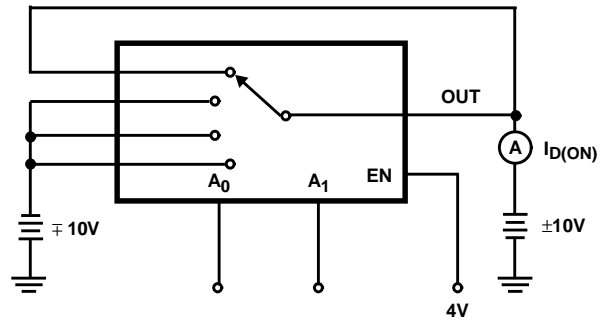 OUT
A I_D(ON)
A₀ A₁ EN
∓ 10V ±10V
4V